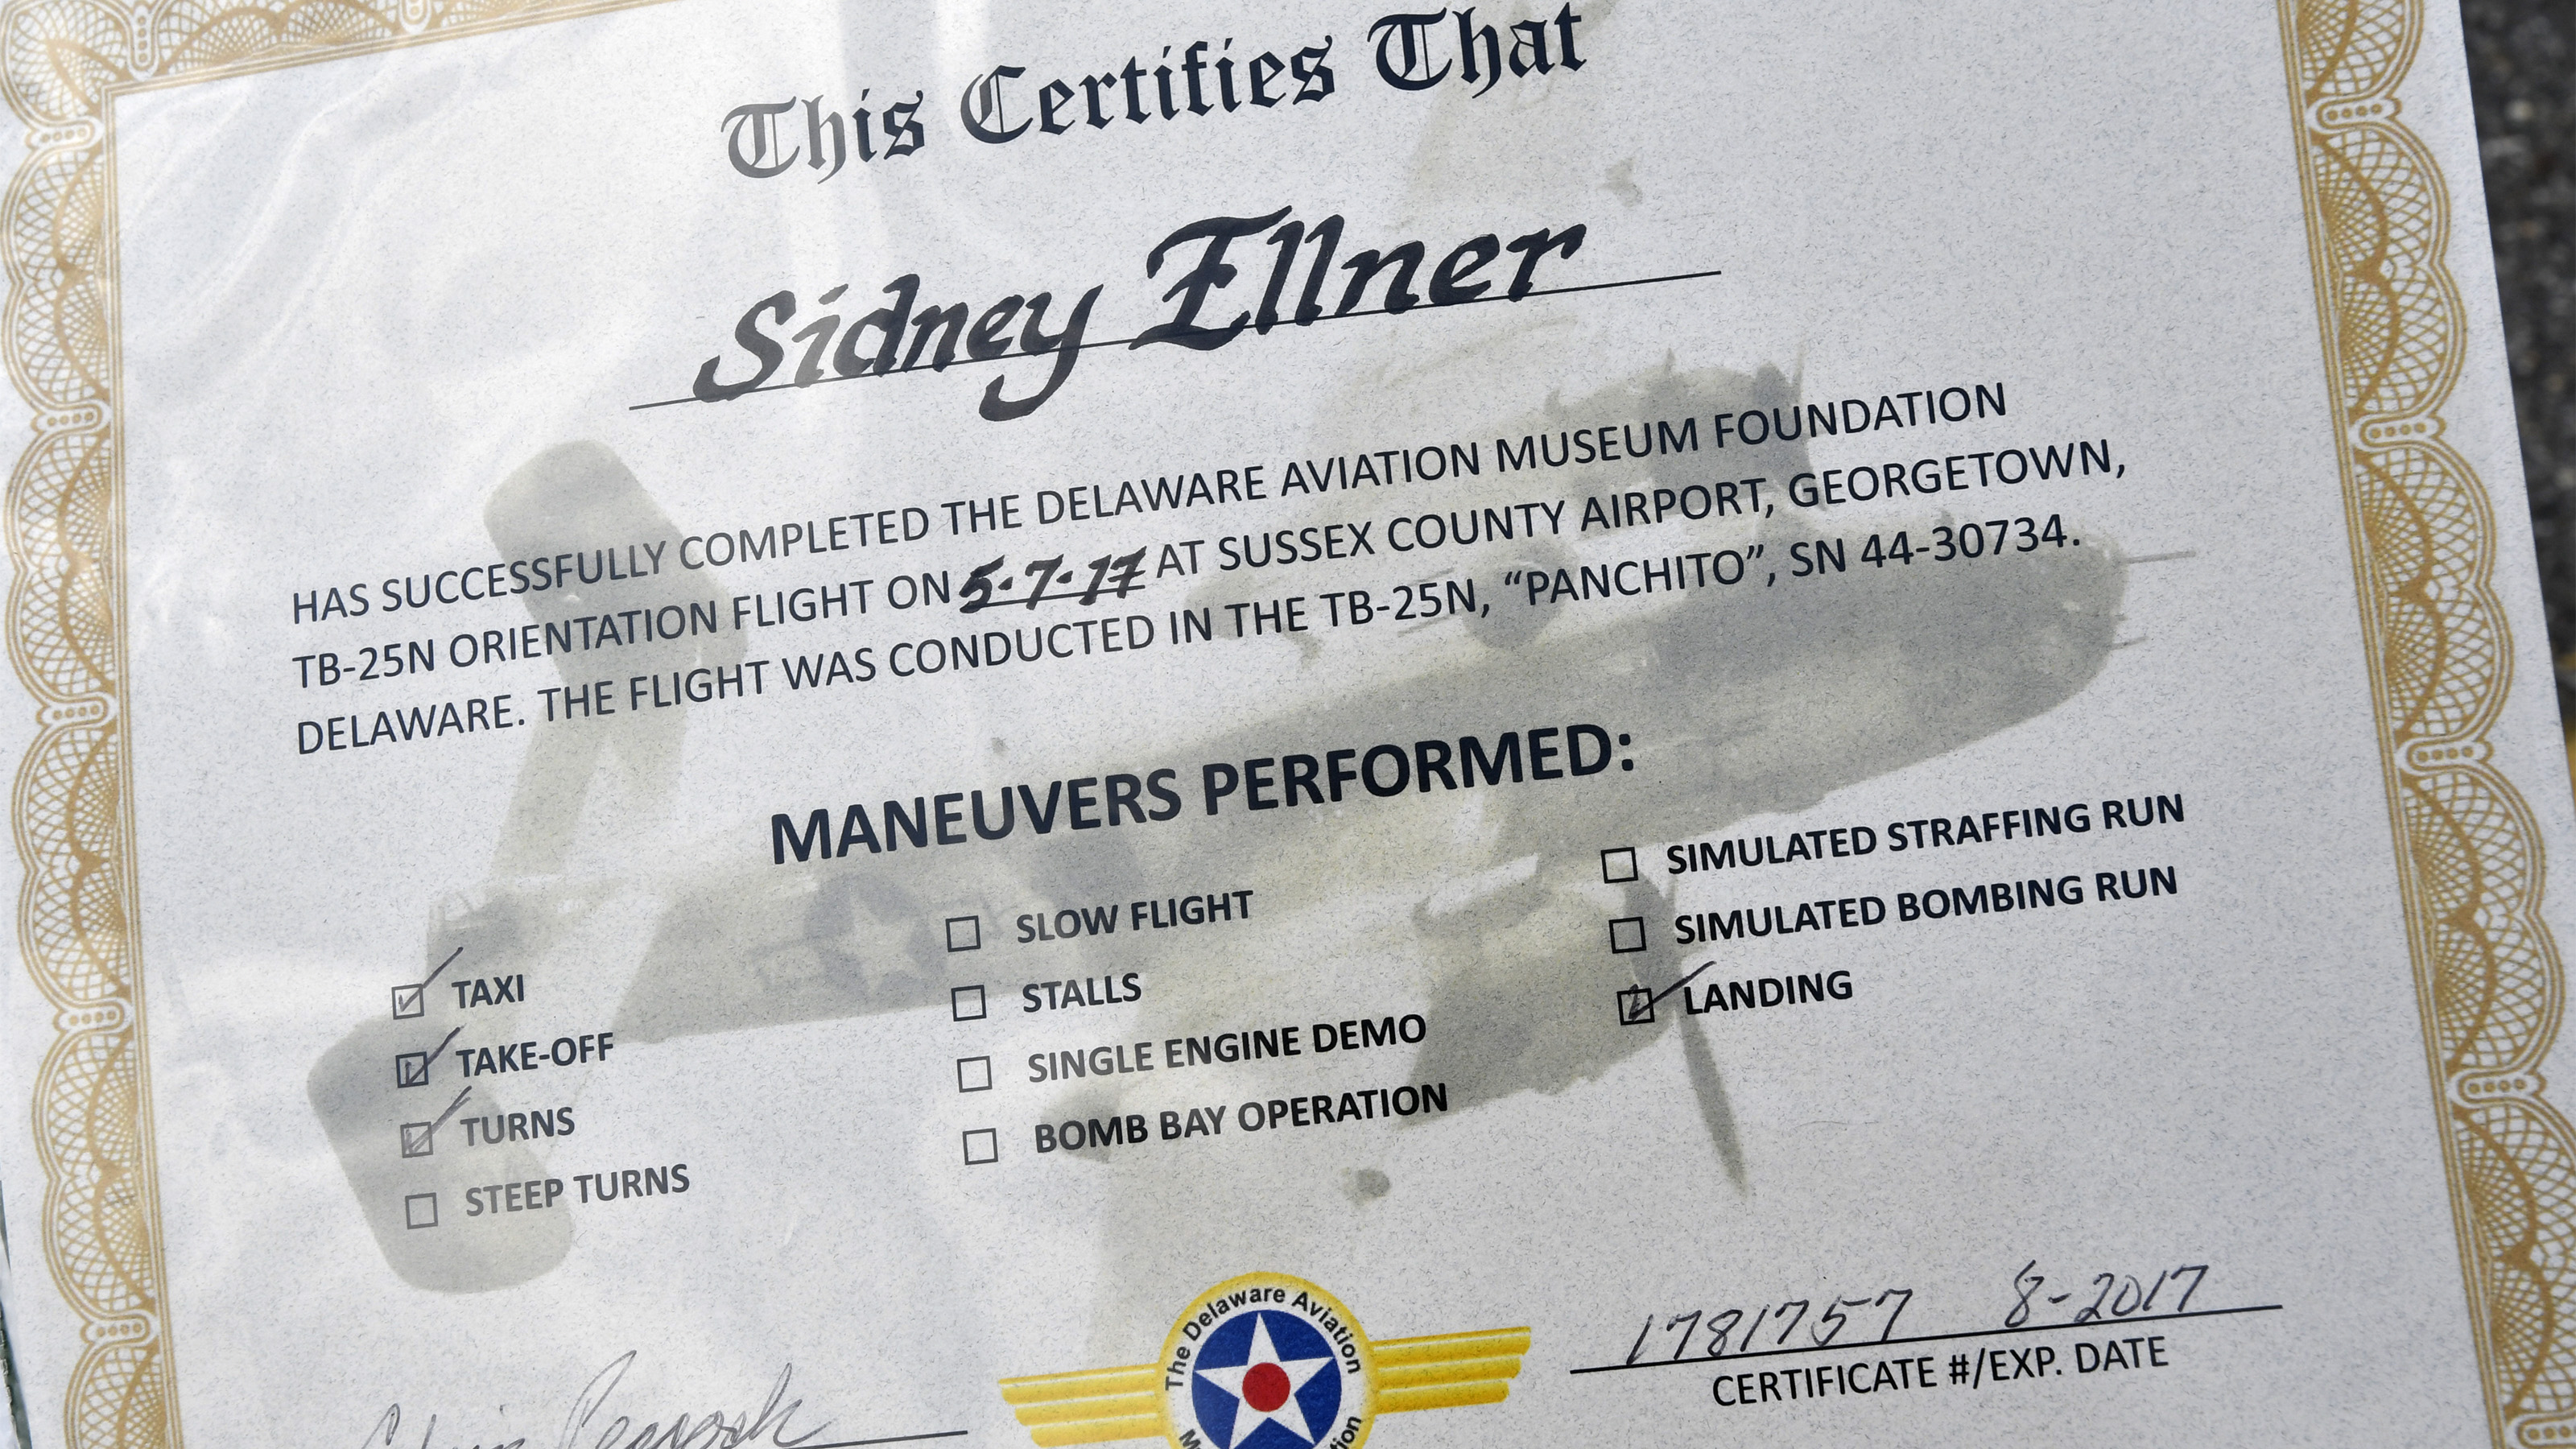 This Certifies That
Sidney Ellner
HAS SUCCESSFULLY COMPLETED THE DELAWARE AVIATION MUSEUM FOUNDATION
TB-25N ORIENTATION FLIGHT ON 5-7-17 AT SUSSEX COUNTY AIRPORT, GEORGETOWN,
DELAWARE. THE FLIGHT WAS CONDUCTED IN THE TB-25N, “PANCHITO”, SN 44-30734.
MANEUVERS PERFORMED:
TAXI
TAKE-OFF
TURNS
STEEP TURNS
SLOW FLIGHT
STALLS
SINGLE ENGINE DEMO
BOMB BAY OPERATION
SIMULATED STRAFFING RUN
SIMULATED BOMBING RUN
LANDING
The Delaware Aviation
1781757 8-2017
CERTIFICATE #/EXP. DATE